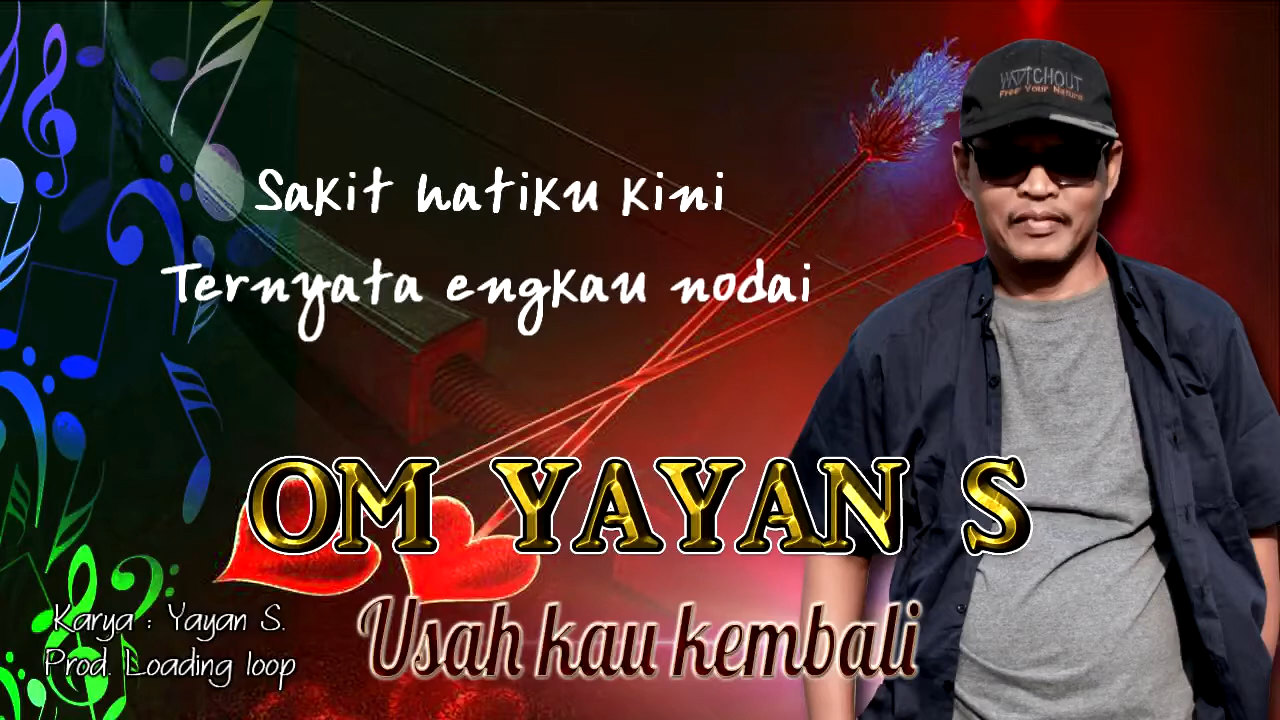 WATCHOUT
Free Your Nature
Sakit hatiku kini
Ternyata engkau nodai
OM YAYAN S
Usah kau kembali
Karya : Yayan S.
Prod. Loading loop